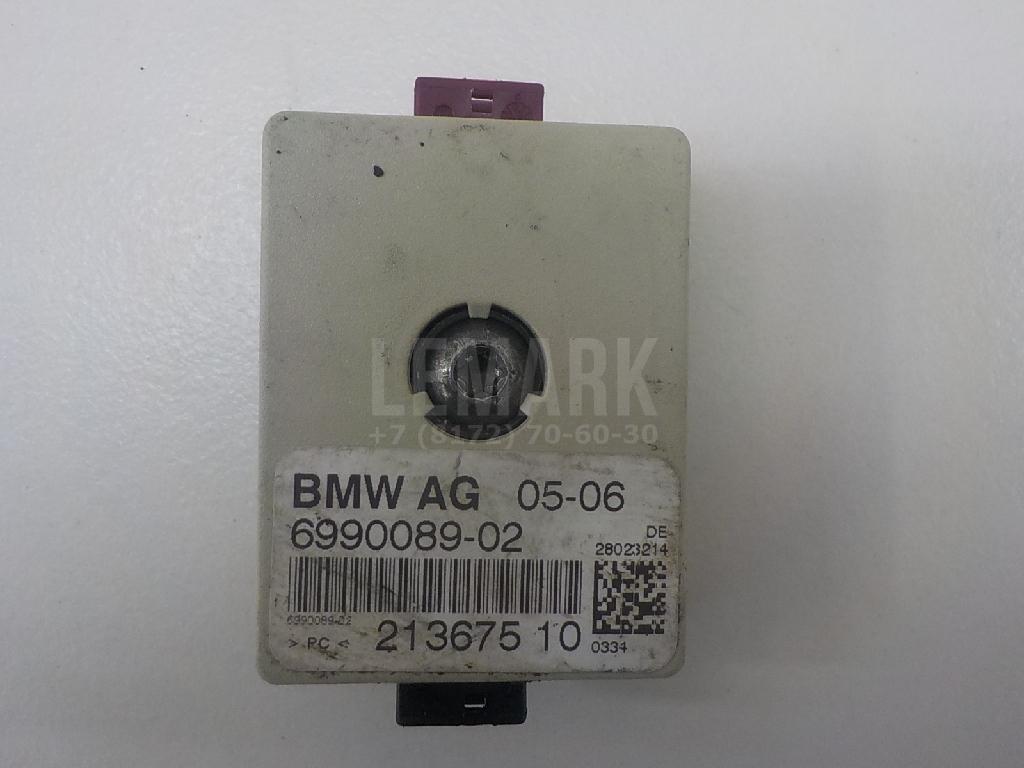 LEMARK
+7 (8172) 70-60-30
BMW AG 05-06
6990089-02
DE-
28023214
6990089-02
> PC < 213675 10
0334